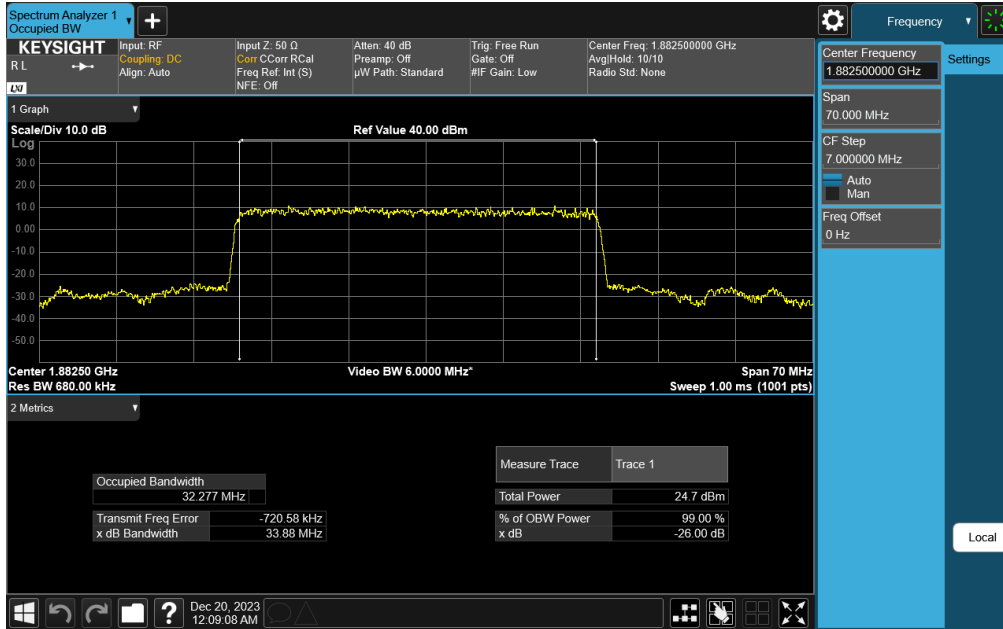 Spectrum Analyzer 1
Occupied BW
+
Frequency
KEYSIGHT
R L
LXI
Input: RF
Coupling: DC
Align: Auto
Input Z: 50 Ω
Corr CCorr RCal
Freq Ref: Int (S)
NFE: Off
Atten: 40 dB
Preamp: Off
µW Path: Standard
Trig: Free Run
Gate: Off
#IF Gain: Low
Center Freq: 1.882500000 GHz
Avg|Hold: 10/10
Radio Std: None
Center Frequency
1.882500000 GHz
Settings
Span
70.000 MHz
CF Step
7.000000 MHz
Auto
Man
Freq Offset
0 Hz
Local
1 Graph
Scale/Div 10.0 dB
Ref Value 40.00 dBm
Log
30.0
20.0
10.0
0.00
-10.0
-20.0
-30.0
-40.0
-50.0
Center 1.88250 GHz
Video BW 6.0000 MHz*
Span 70 MHz
Res BW 680.00 kHz
Sweep 1.00 ms (1001 pts)
2 Metrics
Occupied Bandwidth
32.277 MHz
Transmit Freq Error -720.58 kHz
x dB Bandwidth 33.88 MHz
Measure Trace Trace 1
Total Power 24.7 dBm
% of OBW Power 99.00 %
x dB -26.00 dB
?
Dec 20, 2023
12:09:08 AM